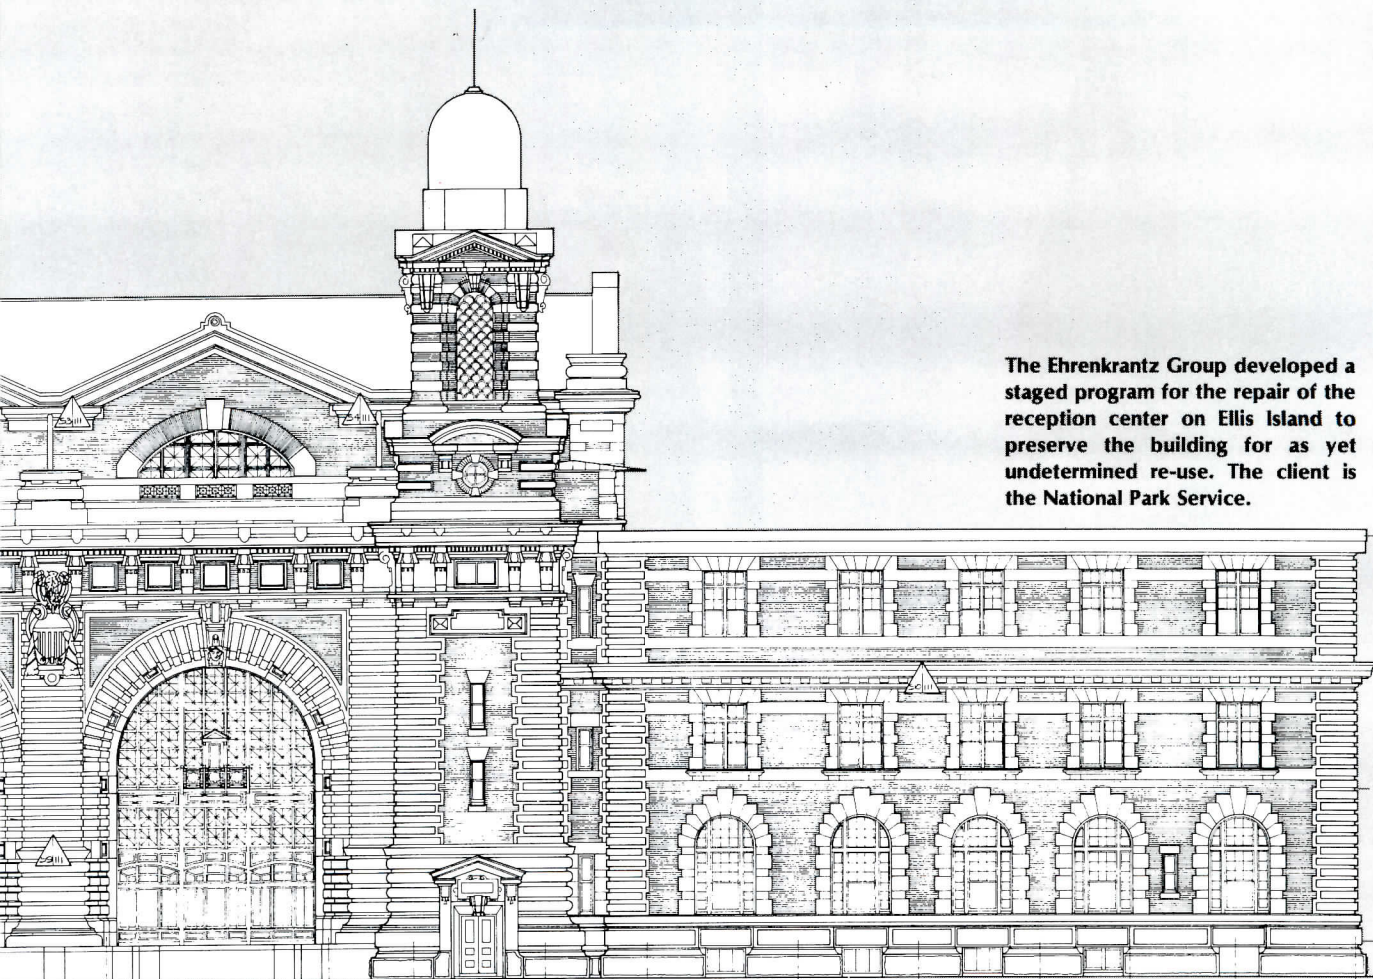 The Ehrenkrantz Group developed a
staged program for the repair of the
reception center on Ellis Island to
preserve the building for as yet
undetermined re-use. The client is
the National Park Service.